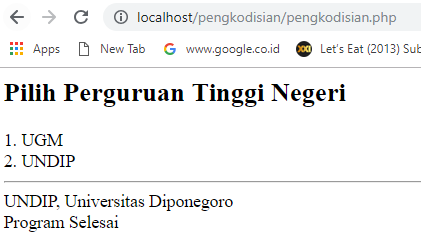 localhost/pengkodisian/pengkodisian.php
Apps New Tab www.google.co.id Let's Eat (2013) Sub
Pilih Perguruan Tinggi Negeri
1. UGM
2. UNDIP
UNDIP, Universitas Diponegoro
Program Selesai